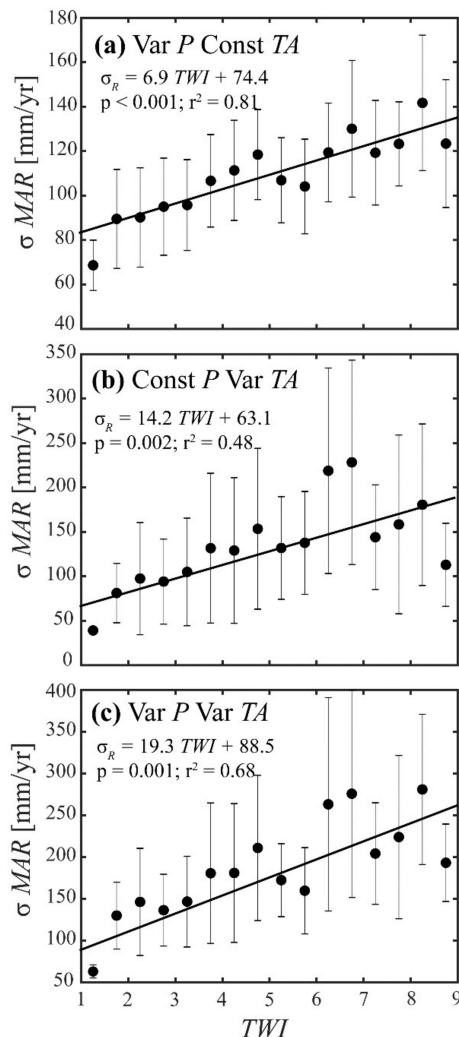 180
160
140
120
100
80
60
40
σ MAR [mm/yr]
(a) Var P Const TA
σR = 6.9 TWI + 74.4
p < 0.001; r² = 0.81
350
300
250
200
150
100
50
0
σ MAR [mm/yr]
(b) Const P Var TA
σR = 14.2 TWI + 63.1
p = 0.002; r² = 0.48
400
350
300
250
200
150
100
50
σ MAR [mm/yr]
(c) Var P Var TA
σR = 19.3 TWI + 88.5
p = 0.001; r² = 0.68
1 2 3 4 5 6 7 8 9
TWI